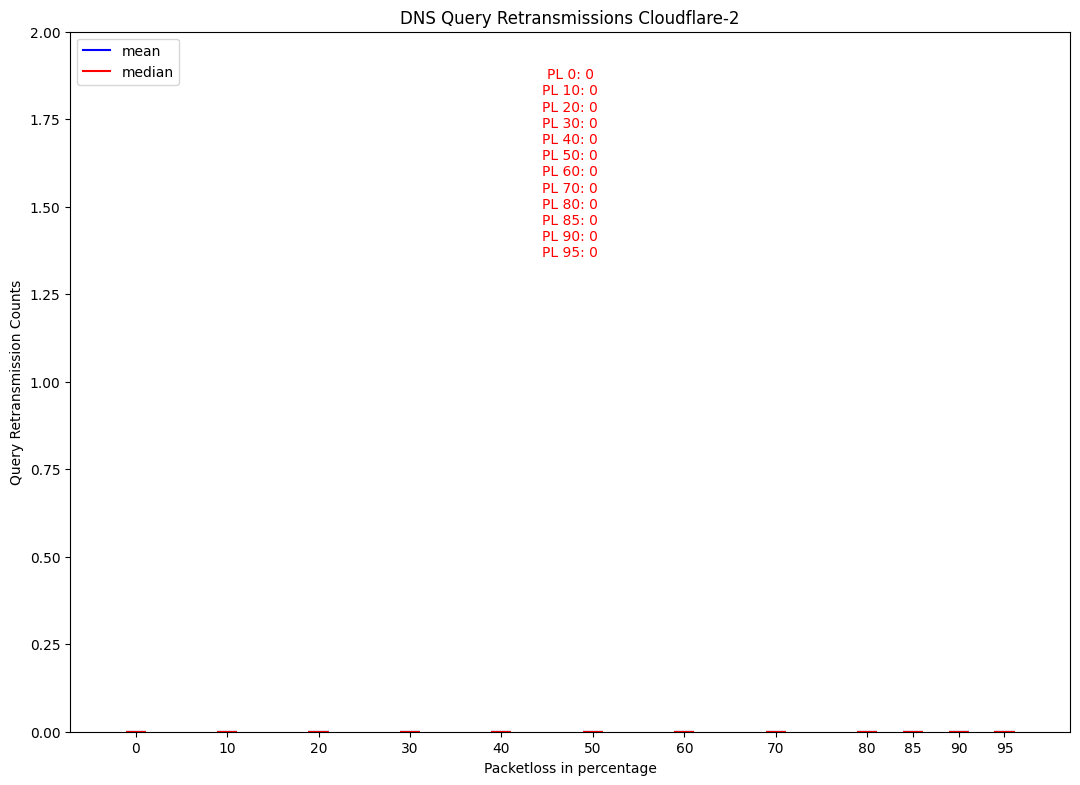 DNS Query Retransmissions Cloudflare-2
2.00
1.75
1.50
1.25
1.00
0.75
0.50
0.25
0.00
Query Retransmission Counts
mean
median
PL 0: 0
PL 10: 0
PL 20: 0
PL 30: 0
PL 40: 0
PL 50: 0
PL 60: 0
PL 70: 0
PL 80: 0
PL 85: 0
PL 90: 0
PL 95: 0
0 10 20 30 40 50 60 70 80 85 90 95
Packetloss in percentage